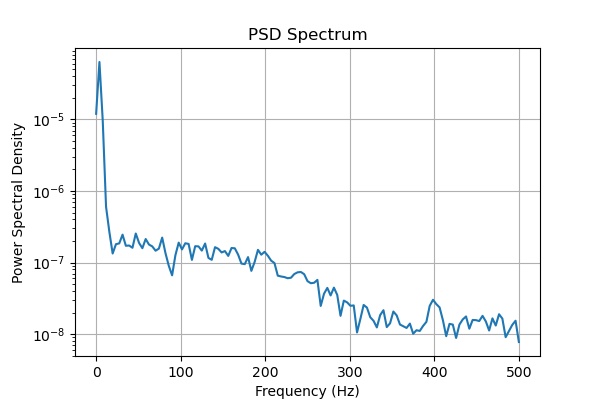 PSD Spectrum
Power Spectral Density
10⁻⁵
10⁻⁶
10⁻⁷
10⁻⁸
0 100 200 300 400 500
Frequency (Hz)